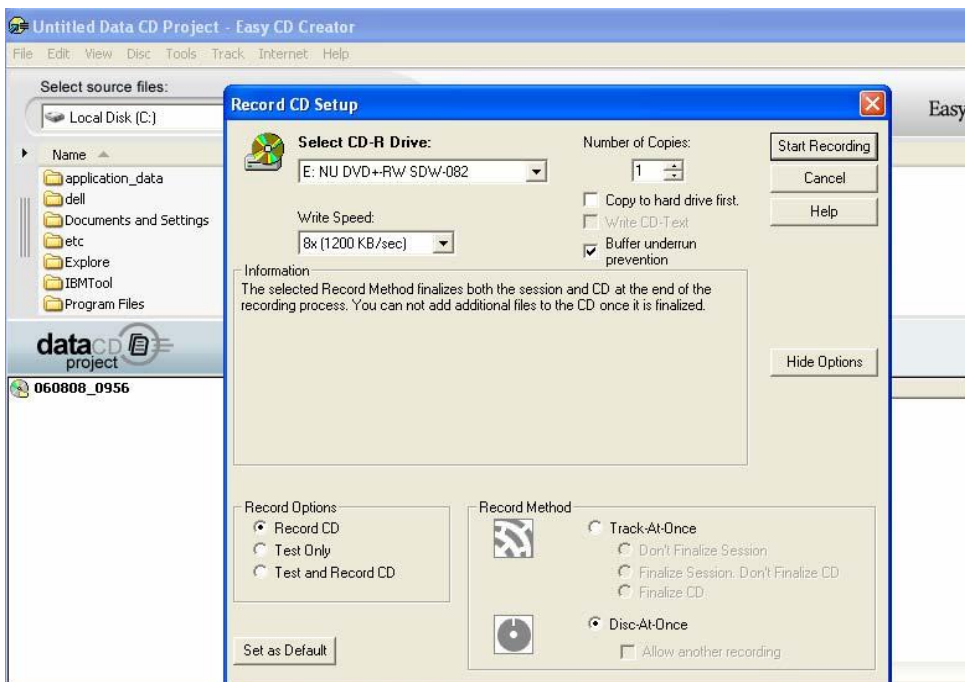 Untitled Data CD Project - Easy CD Creator
File Edit View Disc Tools Track Internet Help
Select source files:
Local Disk (C:)
Easy
Name
application_data
dell
Documents and Settings
etc
Explore
IBMTool
Program Files
datacd
project
060808_0956
Record CD Setup
Select CD-R Drive:
E: NU DVD+-RW SDW-082
Write Speed:
8x (1200 KB/sec)
Number of Copies:
1
Copy to hard drive first.
Write CD-Text
Buffer underrun
prevention
Start Recording
Cancel
Help
Information
The selected Record Method finalizes both the session and CD at the end of the
recording process. You can not add additional files to the CD once it is finalized.
Hide Options
Record Options
Record CD
Test Only
Test and Record CD
Set as Default
Record Method
Track-At-Once
Don't Finalize Session
Finalize Session. Don't Finalize CD
Finalize CD
Disc-At-Once
Allow another recording